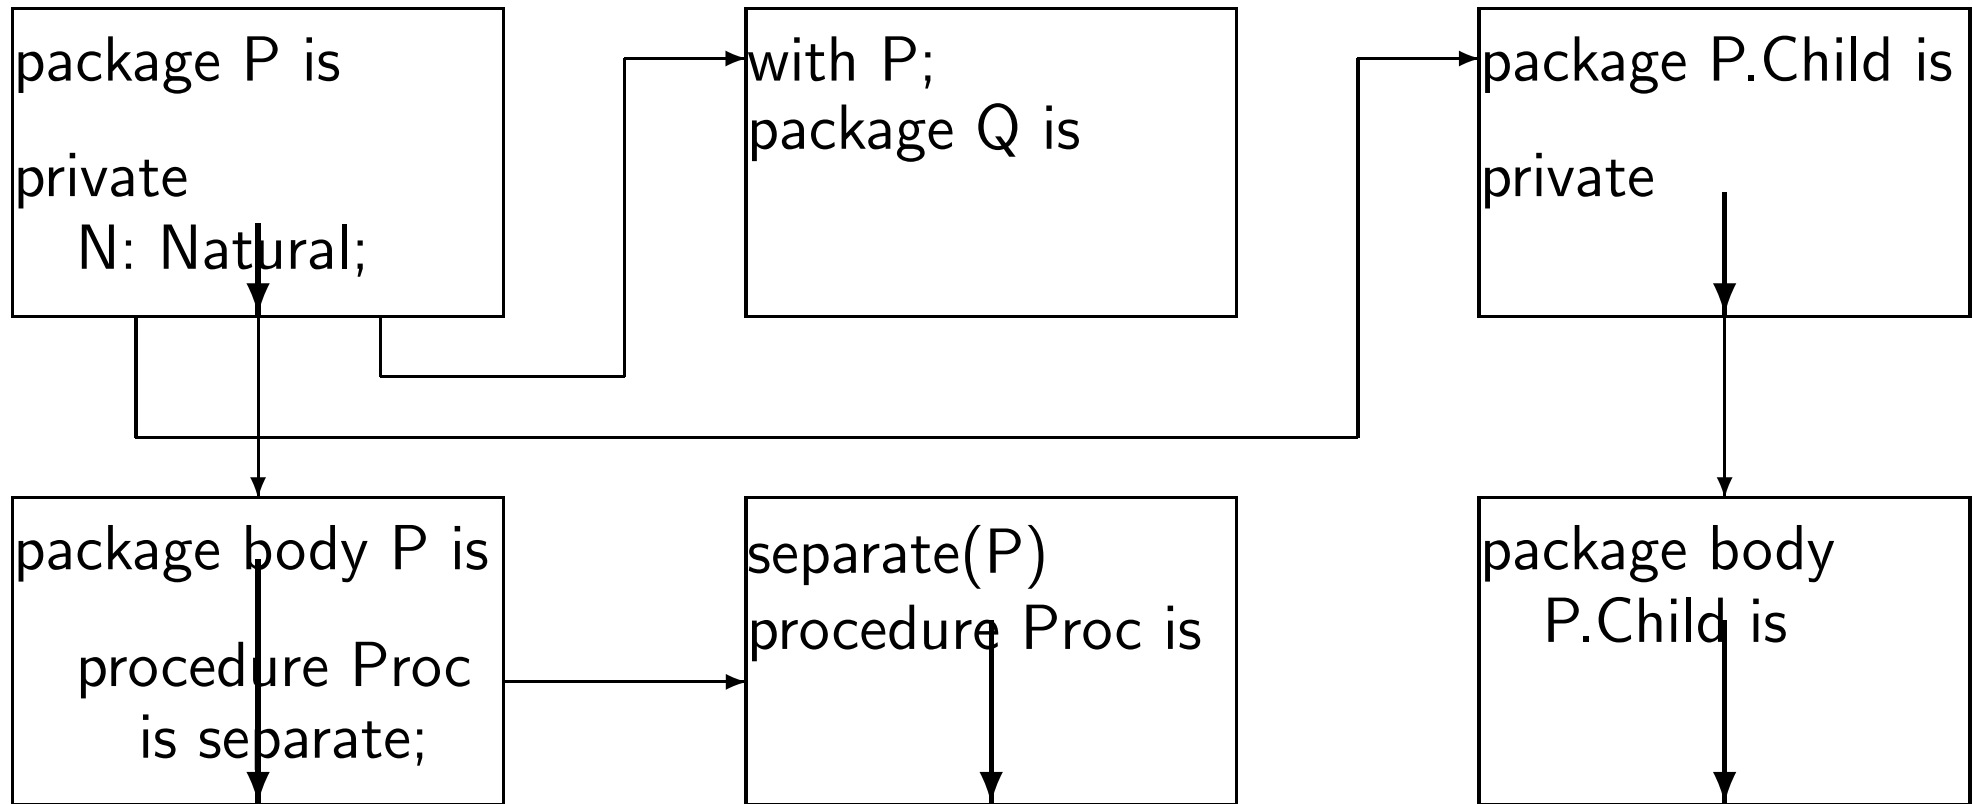 package P is
private
N: Natural;
with P;
package Q is
package P.Child is
private
package body P is
procedure Proc
is separate;
separate(P)
procedure Proc is
package body
P.Child is